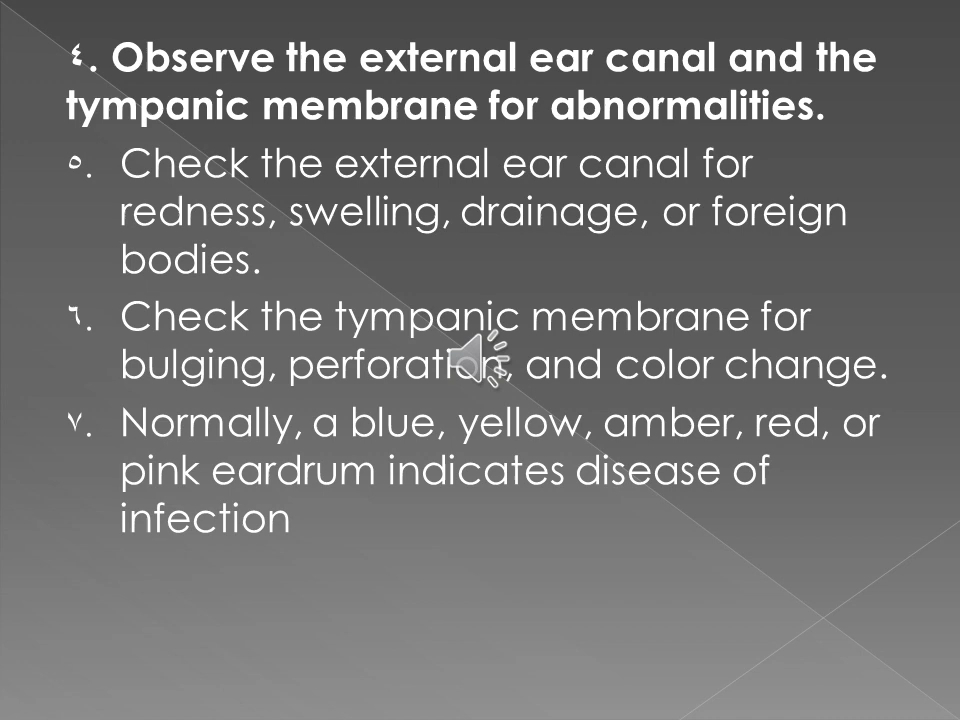 ٤. Observe the external ear canal and the
tympanic membrane for abnormalities.
٥. Check the external ear canal for
redness, swelling, drainage, or foreign
bodies.
٦. Check the tympanic membrane for
bulging, perforation, and color change.
٧. Normally, a blue, yellow, amber, red, or
pink eardrum indicates disease of
infection